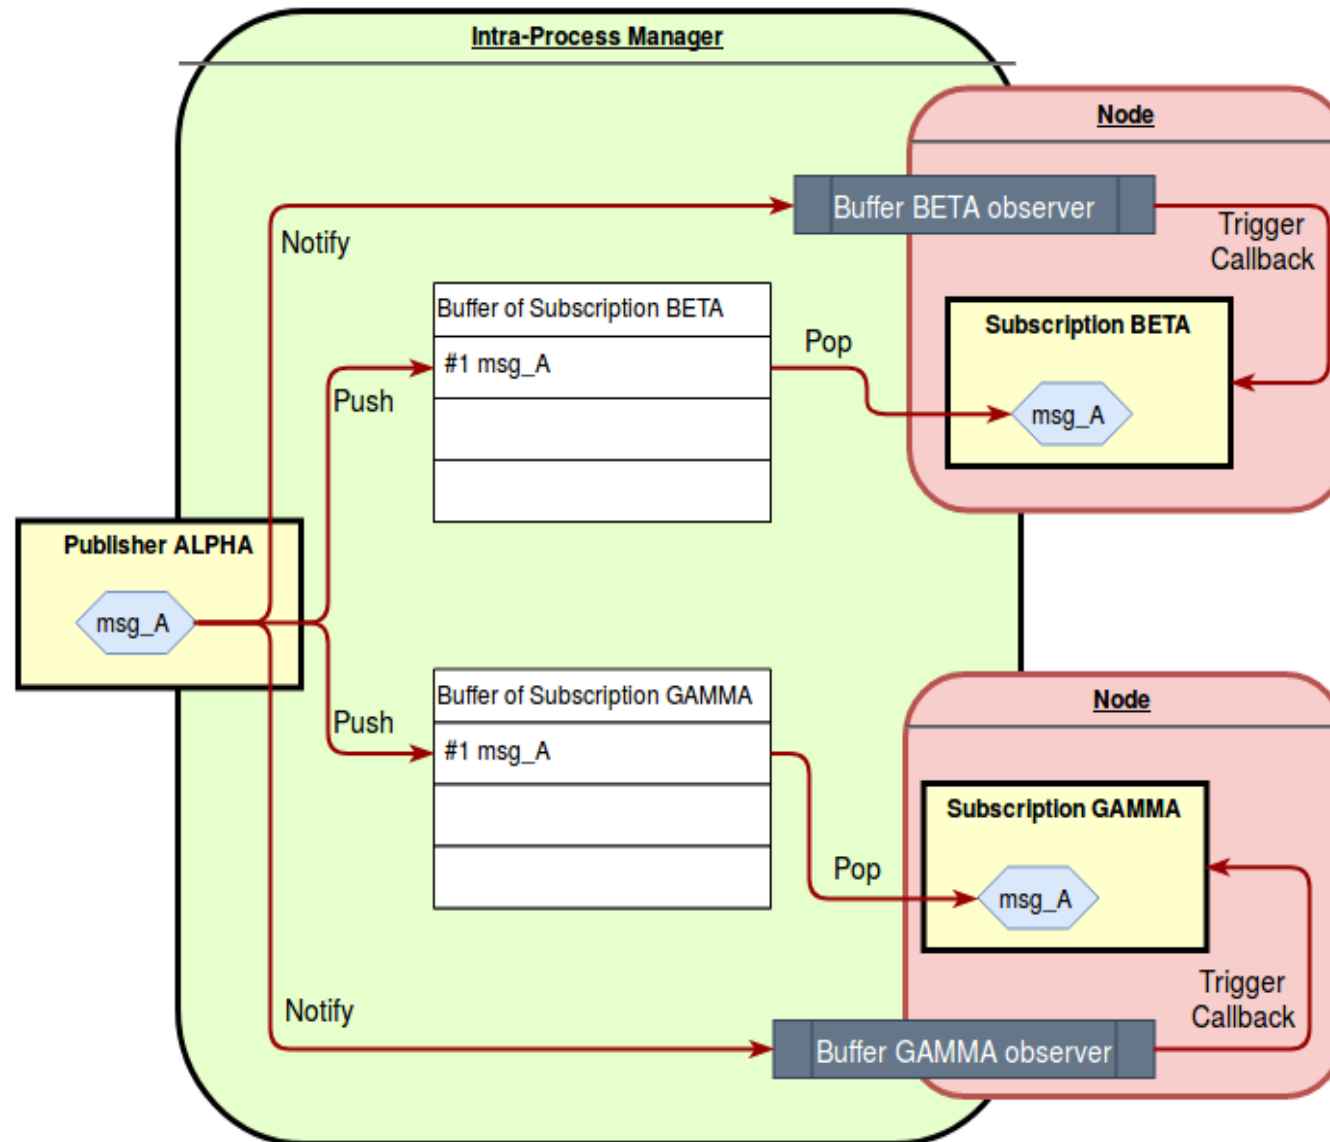 Intra-Process Manager
Node
Buffer BETA observer
Notify
Trigger
Callback
Buffer of Subscription BETA
#1 msg_A
Push
Pop
Subscription BETA
msg_A
Publisher ALPHA
msg_A
Buffer of Subscription GAMMA
#1 msg_A
Push
Node
Subscription GAMMA
Pop
msg_A
Notify
Trigger
Callback
Buffer GAMMA observer